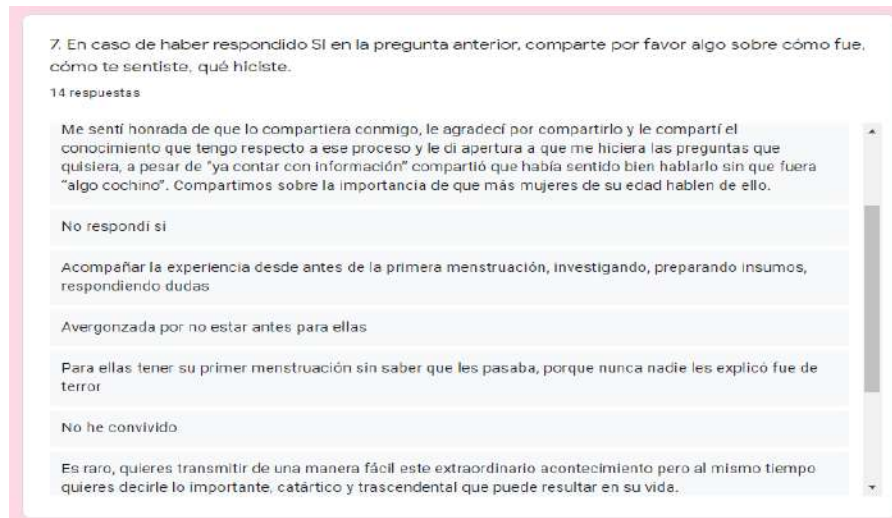 7. En caso de haber respondido SI en la pregunta anterior, comparte por favor algo sobre cómo fue,
cómo te sentiste, qué hiciste.
14 respuestas
Me sentí honrada de que lo compartiera conmigo, le agradecí por compartirlo y le compartí el
conocimiento que tengo respecto a ese proceso y le di apertura a que me hiciera las preguntas que
quisiera, a pesar de "ya contar con información" compartió que había sentido bien hablarlo sin que fuera
"algo cochino". Compartimos sobre la importancia de que más mujeres de su edad hablen de ello.
No respondí si
Acompañar la experiencia desde antes de la primera menstruación, investigando, preparando insumos,
respondiendo dudas
Avergonzada por no estar antes para ellas
Para ellas tener su primer menstruación sin saber que les pasaba, porque nunca nadie les explicó fue de
terror
No he convivido
Es raro, quieres transmitir de una manera fácil este extraordinario acontecimiento pero al mismo tiempo
quieres decirle lo importante, catártico y trascendental que puede resultar en su vida.